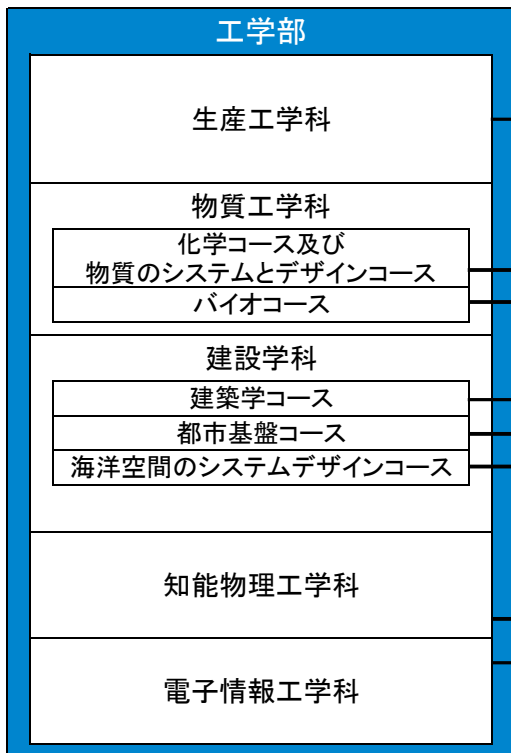 工学部
生産工学科
物質工学科
化学コース及び
物質のシステムとデザインコース
バイオコース
建設学科
建築学コース
都市基盤コース
海洋空間のシステムデザインコース
知能物理工学科
電子情報工学科